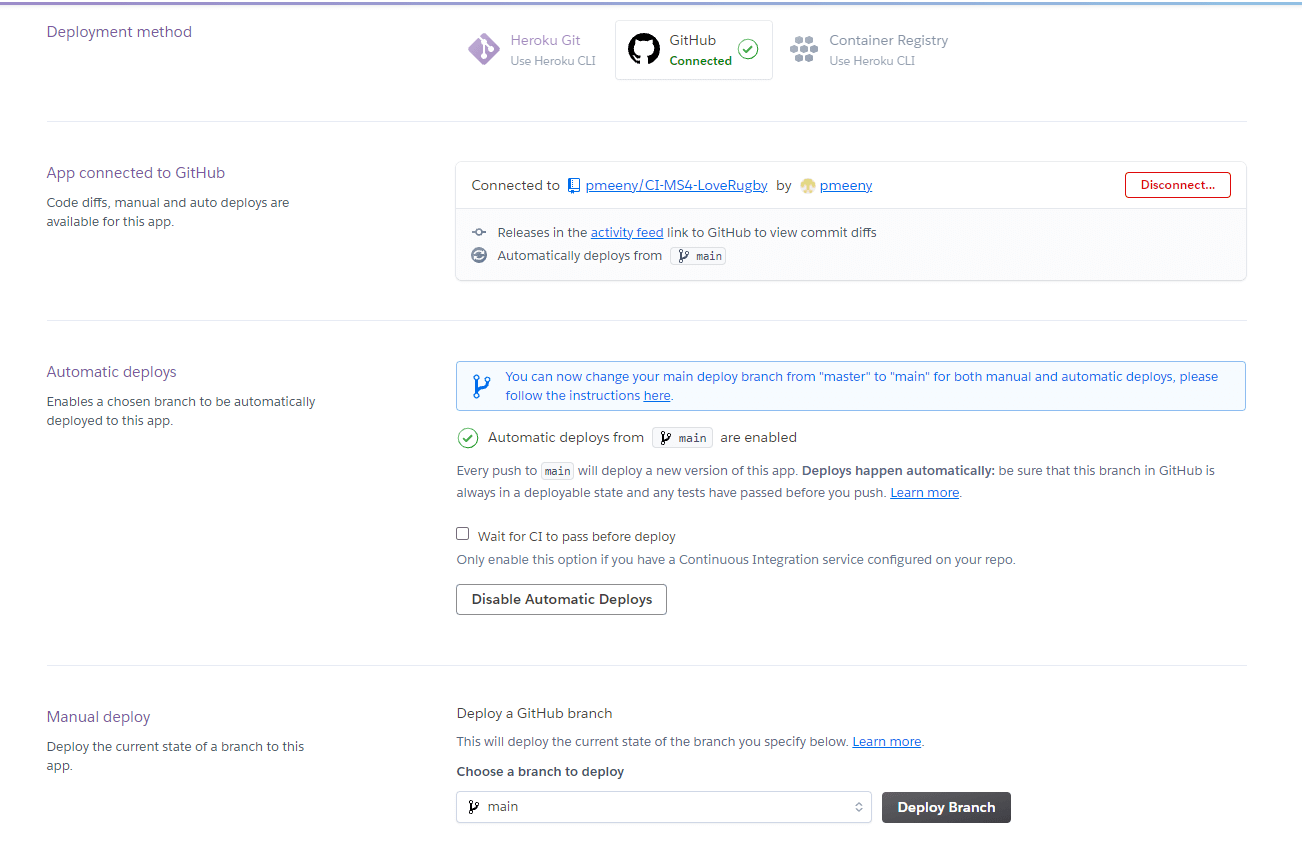 Deployment method
Heroku Git
Use Heroku CLI
GitHub
Connected
Container Registry
Use Heroku CLI
App connected to GitHub
Code diffs, manual and auto deploys are
available for this app.
Connected to pmeeny/CI-MS4-LoveRugby by pmeeny
Disconnect...
Releases in the activity feed link to GitHub to view commit diffs
Automatically deploys from main
Automatic deploys
Enables a chosen branch to be automatically
deployed to this app.
You can now change your main deploy branch from "master" to "main" for both manual and automatic deploys, please
follow the instructions here.
Automatic deploys from main are enabled
Every push to main will deploy a new version of this app. Deploys happen automatically: be sure that this branch in GitHub is
always in a deployable state and any tests have passed before you push. Learn more.
Wait for CI to pass before deploy
Only enable this option if you have a Continuous Integration service configured on your repo.
Disable Automatic Deploys
Manual deploy
Deploy the current state of a branch to this
app.
Deploy a GitHub branch
This will deploy the current state of the branch you specify below. Learn more.
Choose a branch to deploy
main
Deploy Branch